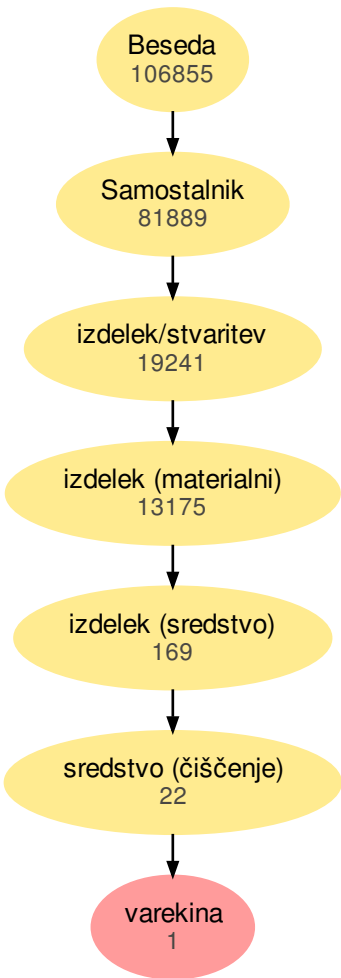 Beseda
106855
Samostalnik
81889
izdelek/stvaritev
19241
izdelek (materialni)
13175
izdelek (sredstvo)
169
sredstvo (čiščenje)
22
varekina
1